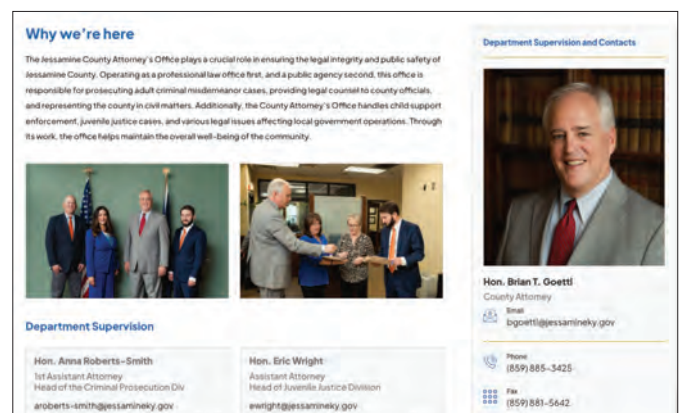 Why we're here
The Jessamine County Attorney's Office plays a crucial role in ensuring the legal integrity and public safety of
Jessamine County. Operating as a professional law office first, and a public agency second, this office is
responsible for prosecuting adult criminal misdemeanor cases, providing legal counsel to county officials,
and representing the county in civil matters. Additionally, the County Attorney's Office handles child support
enforcement, juvenile justice cases, and various legal issues affecting local government operations. Through
its work, the office helps maintain the overall well-being of the community.
Department Supervision
Hon. Anna Roberts-Smith
1st Assistant Attorney
Head of the Criminal Prosecution Div
aroberts-smith@jessamineky.gov
Hon. Eric Wright
Assistant Attorney
Head of Juvenile Justice Division
ewright@jessamineky.gov
Department Supervision and Contacts
Hon. Brian T. Goettl
County Attorney
Email
bgoettl@jessamineky.gov
Phone
(859) 885-3425
Fax
(859) 881-5642